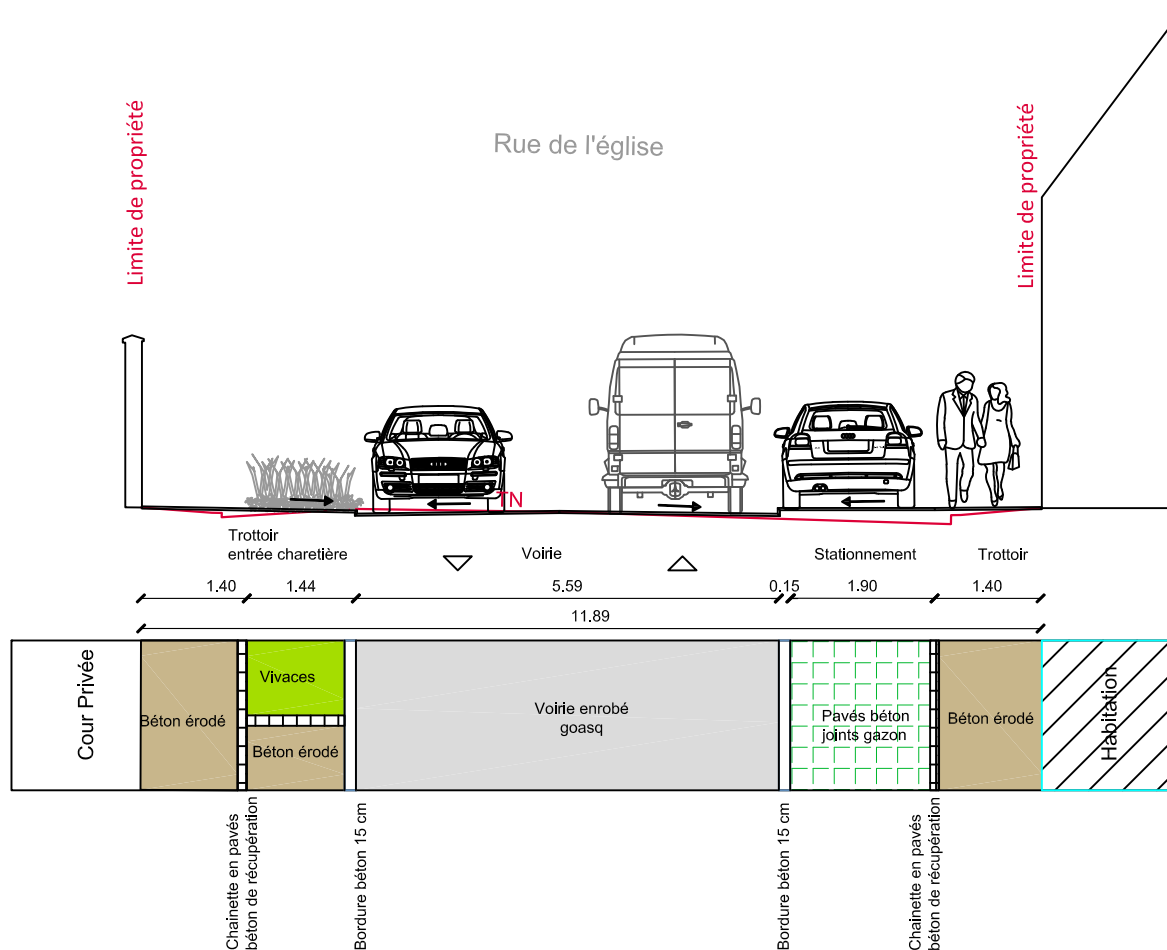 Rue de l'église
Limite de propriété
Limite de propriété
TN
Trottoir
entrée charetière
Voirie
Stationnement
Trottoir
1.40
1.44
5.59
0.15
1.90
1.40
11.89
Cour Privée
Béton érodé
Vivaces
Béton érodé
Voirie enrobé
goasq
Pavés béton
joints gazon
Béton érodé
Habitation
Chainette en pavés
béton de récupération
Bordure béton 15 cm
Bordure béton 15 cm
Chainette en pavés
béton de récupération